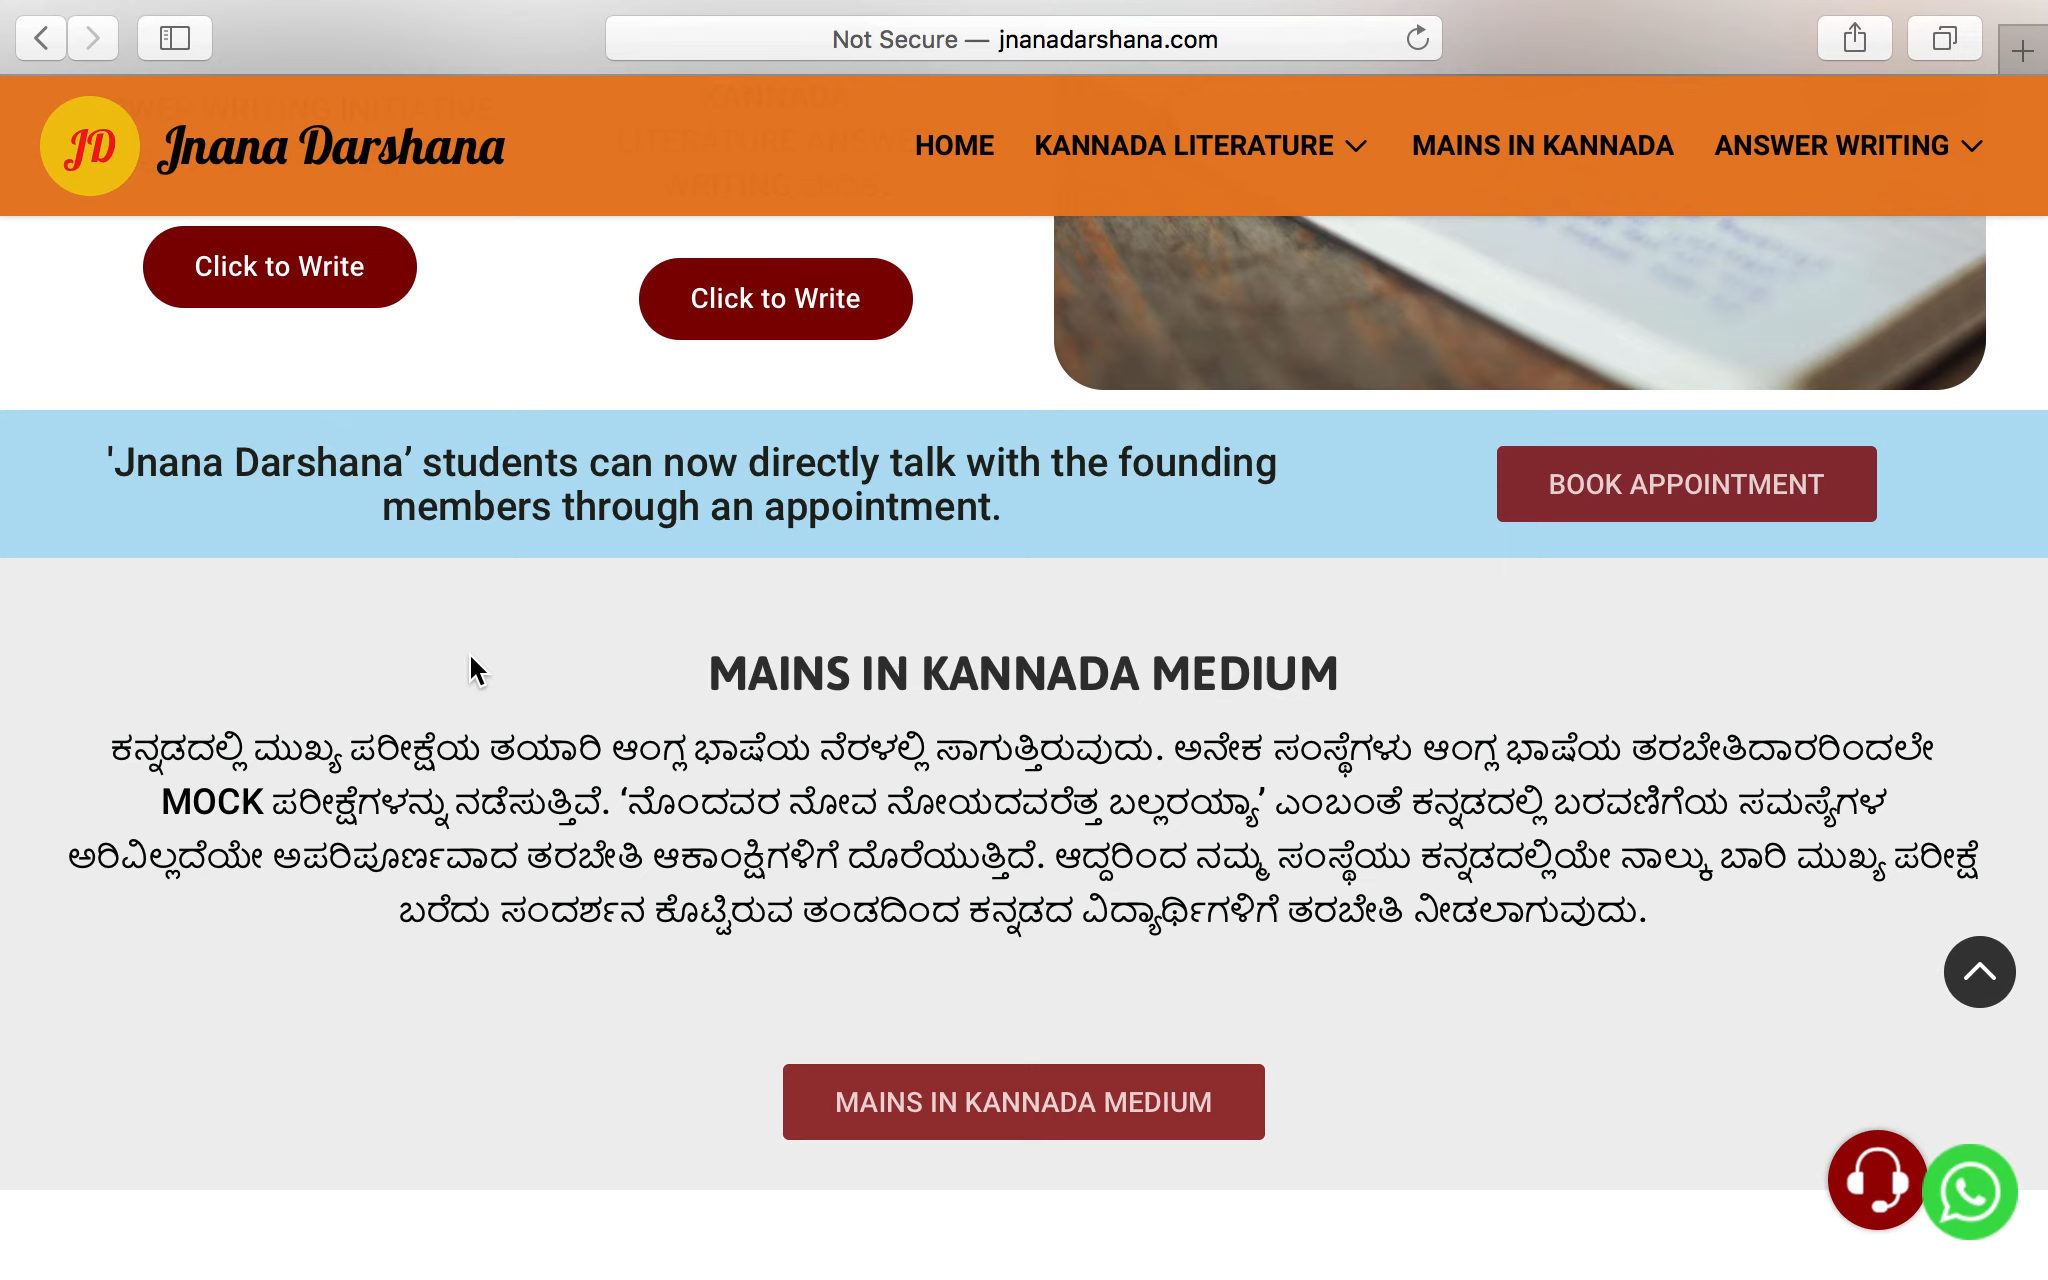 Not Secure — jnanadarshana.com
JD Jnana Darshana
HOME
KANNADA LITERATURE
MAINS IN KANNADA
ANSWER WRITING
Click to Write
Click to Write
'Jnana Darshana’ students can now directly talk with the founding
members through an appointment.
BOOK APPOINTMENT
MAINS IN KANNADA MEDIUM
ಕನ್ನಡದಲ್ಲಿ ಮುಖ್ಯ ಪರೀಕ್ಷೆಯ ತಯಾರಿ ಆಂಗ್ಲ ಭಾಷೆಯ ನೆರಳಲ್ಲಿ ಸಾಗುತ್ತಿರುವುದು. ಅನೇಕ ಸಂಸ್ಥೆಗಳು ಆಂಗ್ಲ ಭಾಷೆಯ ತರಬೇತಿದಾರರಿಂದಲೇ
MOCK ಪರೀಕ್ಷೆಗಳನ್ನು ನಡೆಸುತ್ತಿವೆ. ‘ನೊಂದವರ ನೋವ ನೋಯದವರೆತ್ತ ಬಲ್ಲರಯ್ಯಾ’ ಎಂಬಂತೆ ಕನ್ನಡದಲ್ಲಿ ಬರವಣಿಗೆಯ ಸಮಸ್ಯೆಗಳ
ಅರಿವಿಲ್ಲದೆಯೇ ಅಪರಿಪೂರ್ಣವಾದ ತರಬೇತಿ ಆಕಾಂಕ್ಷಿಗಳಿಗೆ ದೊರೆಯುತ್ತಿದೆ. ಆದ್ದರಿಂದ ನಮ್ಮ ಸಂಸ್ಥೆಯು ಕನ್ನಡದಲ್ಲಿಯೇ ನಾಲ್ಕು ಬಾರಿ ಮುಖ್ಯ ಪರೀಕ್ಷೆ
ಬರೆದು ಸಂದರ್ಶನ ಕೊಟ್ಟಿರುವ ತಂಡದಿಂದ ಕನ್ನಡದ ವಿದ್ಯಾರ್ಥಿಗಳಿಗೆ ತರಬೇತಿ ನೀಡಲಾಗುವುದು.
MAINS IN KANNADA MEDIUM